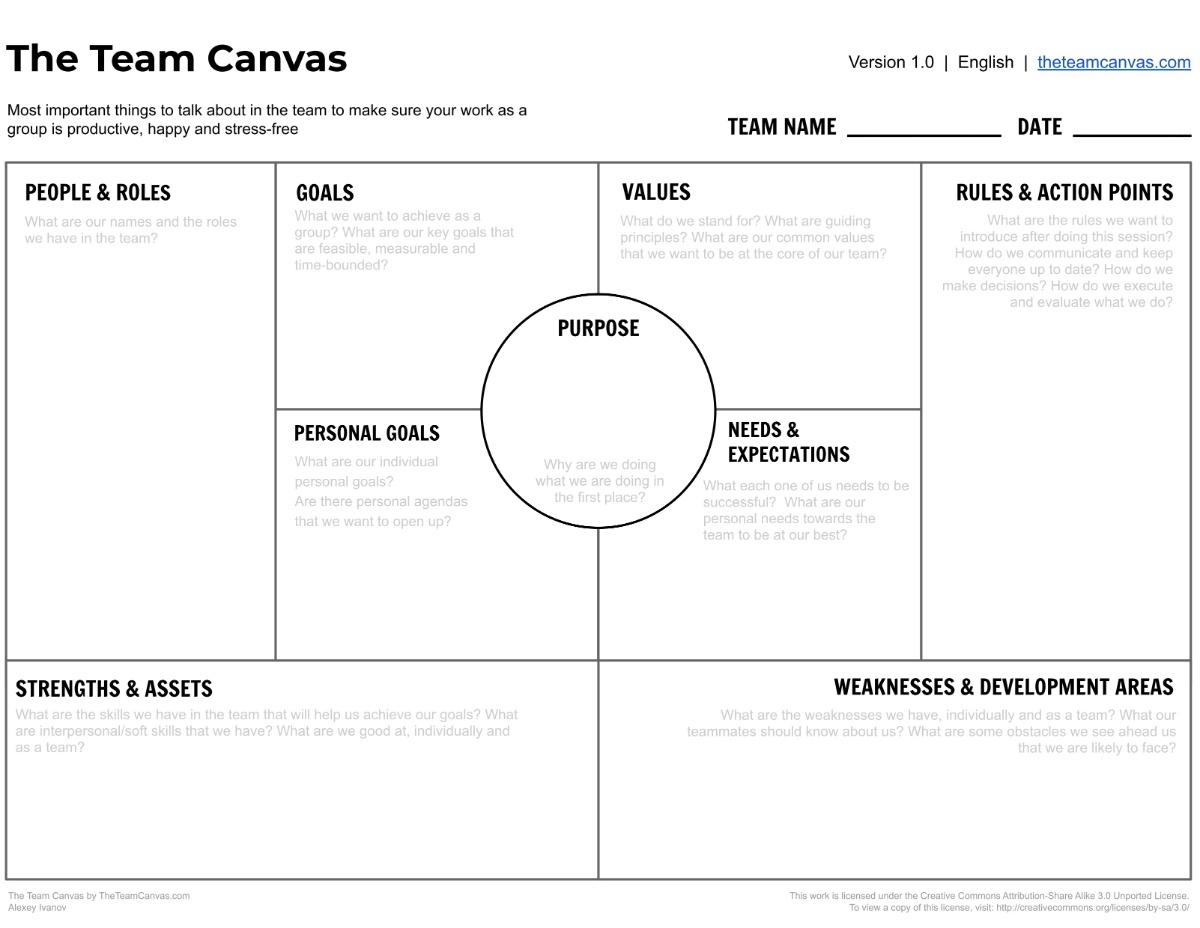 The Team Canvas
Version 1.0 | English | theteamcanvas.com
Most important things to talk about in the team to make sure your work as a
group is productive, happy and stress-free
TEAM NAME
DATE
PEOPLE & ROLES
What are our names and the roles
we have in the team?
GOALS
What we want to achieve as a
group? What are our key goals that
are feasible, measurable and
time-bounded?
VALUES
What do we stand for? What are guiding
principles? What are our common values
that we want to be at the core of our team?
RULES & ACTION POINTS
What are the rules we want to
introduce after doing this session?
How do we communicate and keep
everyone up to date? How do we
make decisions? How do we execute
and evaluate what we do?
PURPOSE
Why are we doing
what we are doing in
the first place?
PERSONAL GOALS
What are our individual
personal goals?
Are there personal agendas
that we want to open up?
NEEDS &
EXPECTATIONS
What each one of us needs to be
successful? What are our
personal needs towards the
team to be at our best?
STRENGTHS & ASSETS
What are the skills we have in the team that will help us achieve our goals? What
are interpersonal/soft skills that we have? What are we good at, individually and
as a team?
WEAKNESSES & DEVELOPMENT AREAS
What are the weaknesses we have, individually and as a team? What our
teammates should know about us? What are some obstacles we see ahead us
that we are likely to face?
The Team Canvas by TheTeamCanvas.com
Alexey Ivanov
This work is licensed under the Creative Commons Attribution-Share Alike 3.0 Unported License.
To view a copy of this license, visit: http://creativecommons.org/licenses/by-sa/3.0/